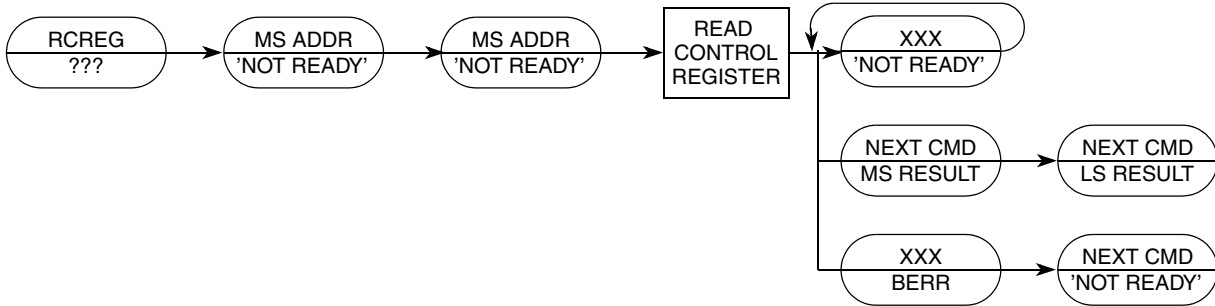 RCREG
???
MS ADDR
'NOT READY'
MS ADDR
'NOT READY'
READ
CONTROL
REGISTER
XXX
'NOT READY'
NEXT CMD
MS RESULT
NEXT CMD
LS RESULT
XXX
BERR
NEXT CMD
'NOT READY'